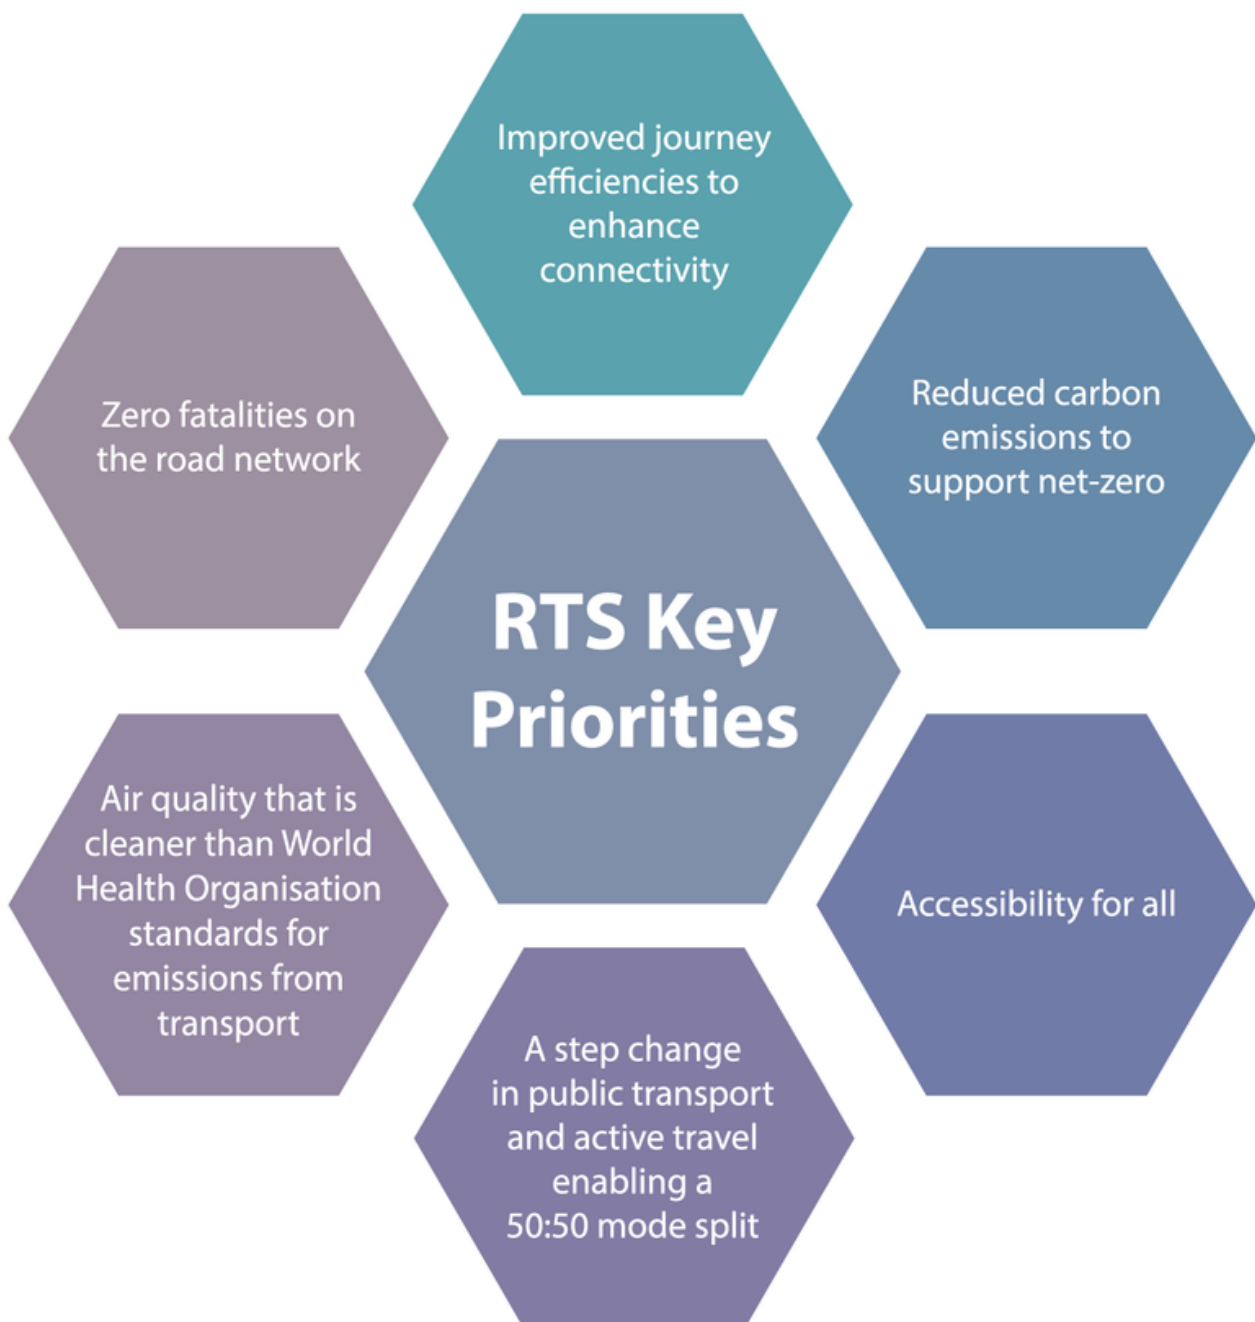 Improved journey
efficiencies to
enhance
connectivity
Reduced carbon
emissions to
support net-zero
Zero fatalities on
the road network
RTS Key
Priorities
Air quality that is
cleaner than World
Health Organisation
standards for
emissions from
transport
Accessibility for all
A step change
in public transport
and active travel
enabling a
50:50 mode split